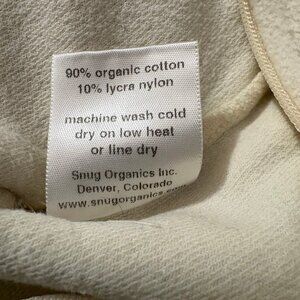 90% organic cotton
10% lycra nylon
machine wash cold
dry on low heat
or line dry
Snug Organics Inc.
Denver, Colorado
www.snugorganics.com